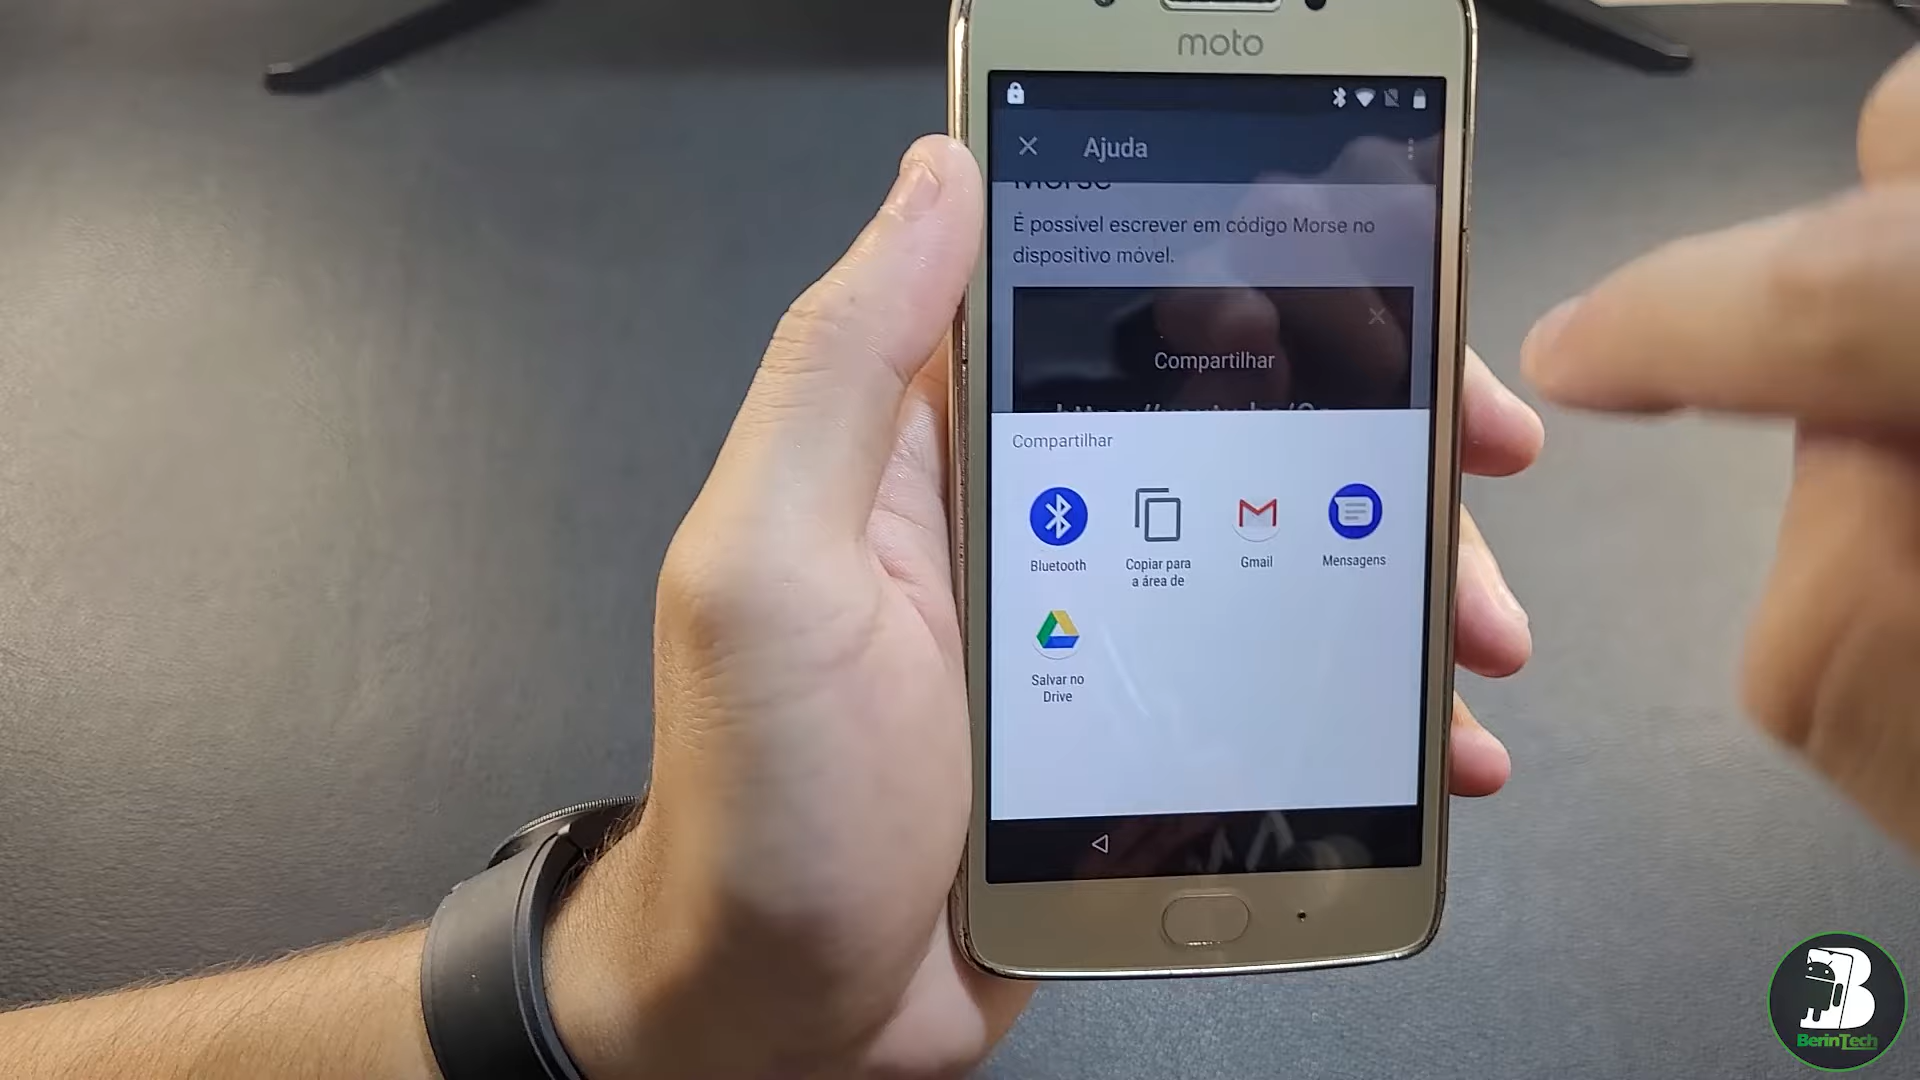 moto
Ajuda
Morse
É possível escrever em código Morse no
dispositivo móvel.
Compartilhar
Compartilhar
Bluetooth
Copiar para
a área de
Gmail
Mensagens
Salvar no
Drive
BerinTech